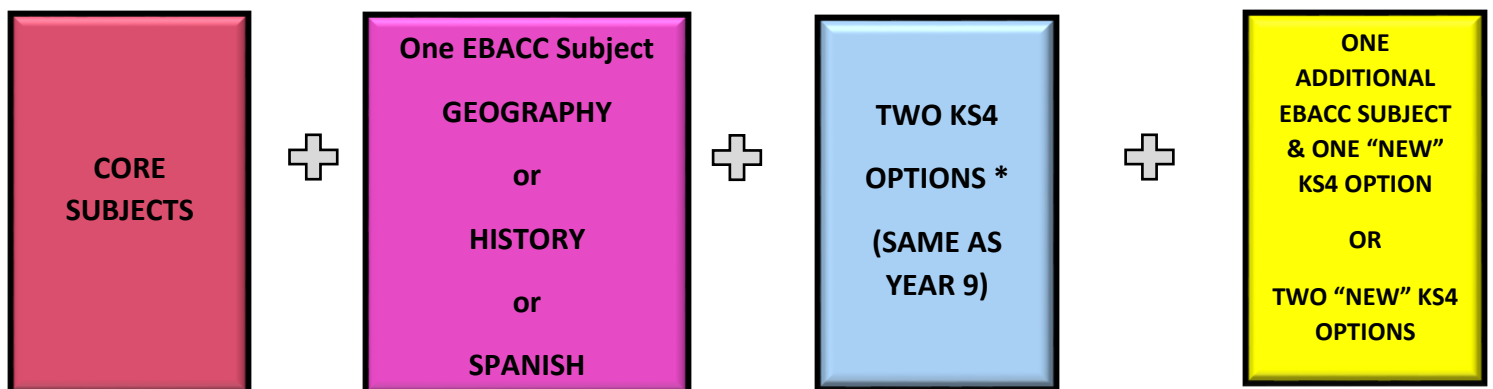 CORE
SUBJECTS
One EBACC Subject
GEOGRAPHY
or
HISTORY
or
SPANISH
TWO KS4
OPTIONS *
(SAME AS
YEAR 9)
ONE
ADDITIONAL
EBACC SUBJECT
& ONE “NEW”
KS4 OPTION
OR
TWO “NEW” KS4
OPTIONS